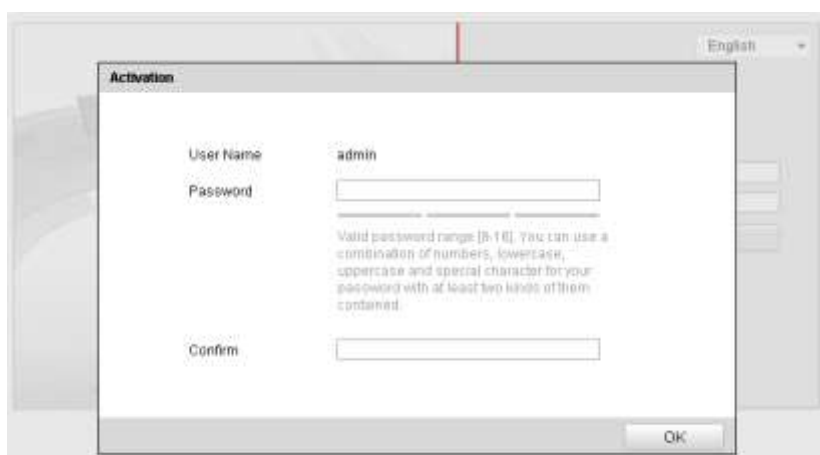 English
Activation
User Name admin
Password
Valid password range [8-16]. You can use a
combination of numbers, lowercase,
uppercase and special character for your
password with at least two kinds of them
contained.
Confirm
OK